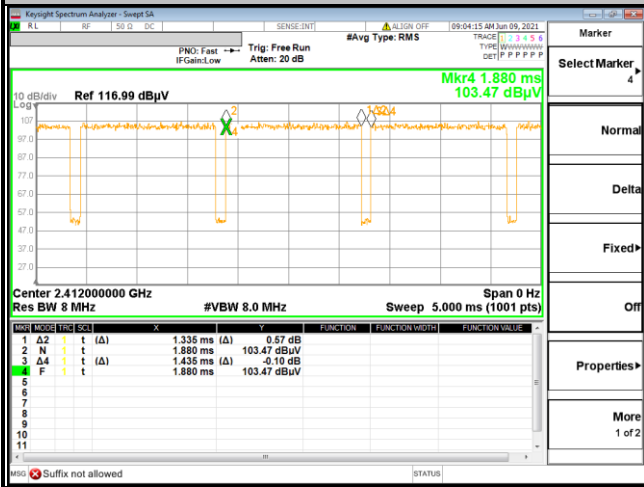 Keysight Spectrum Analyzer - Swept SA
RL RF 50 Ω DC SENSE:INT ALIGN OFF 09:04:15 AM Jun 09, 2021
#Avg Type: RMS TRACE 1 2 3 4 5 6
PNO: Fast Trig: Free Run TYPE WWWWWW
IFGain:Low Atten: 20 dB DET P P P P P P
Mkr4 1.880 ms
103.47 dBµV
10 dB/div Ref 116.99 dBµV
Log
107
97.0
87.0
77.0
67.0
57.0
47.0
37.0
27.0
2
4
Center 2.412000000 GHz Span 0 Hz
Res BW 8 MHz #VBW 8.0 MHz Sweep 5.000 ms (1001 pts)
MKR MODE TRC SCL X Y FUNCTION FUNCTION WIDTH FUNCTION VALUE
1 Δ2 1 t (Δ) 1.335 ms (Δ) 0.57 dB
2 N 1 t 1.880 ms 103.47 dBµV
3 Δ4 1 t (Δ) 1.435 ms (Δ) -0.10 dB
4 F 1 t 1.880 ms 103.47 dBµV
5
6
7
8
9
10
11
MSG Suffix not allowed STATUS
Marker
Select Marker
4
Normal
Delta
Fixed
Off
Properties
More
1 of 2